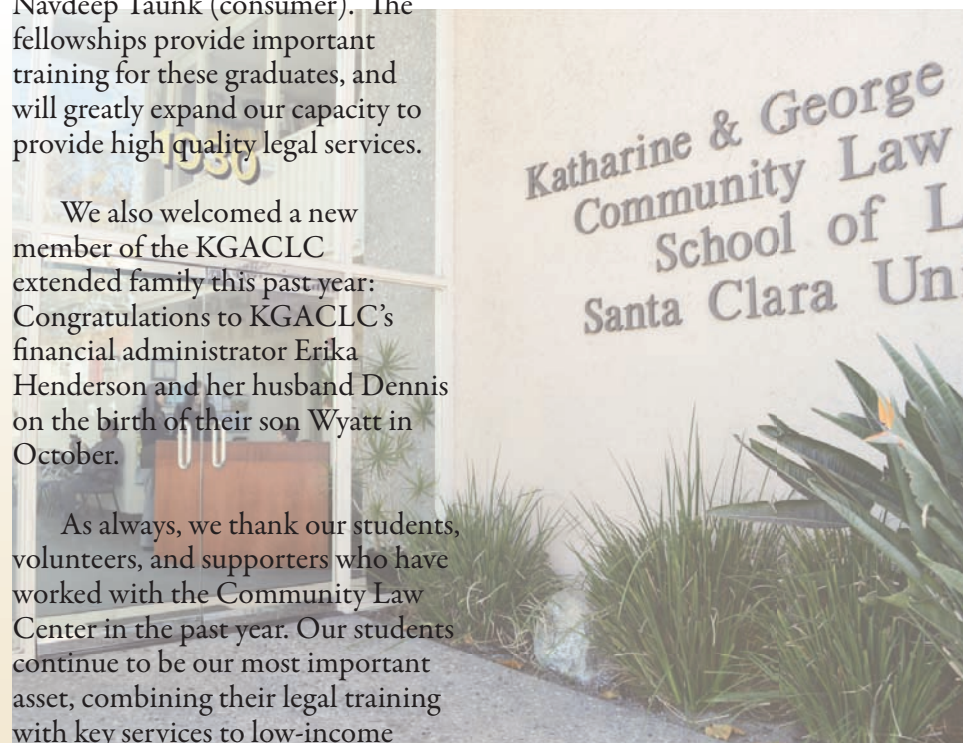 Navdeep Taunk (consumer).  The
fellowships provide important
training for these graduates, and
will greatly expand our capacity to
provide high quality legal services.
We also welcomed a new
member of the KGACLC
extended family this past year:
Congratulations to KGACLC’s
financial administrator Erika
Henderson and her husband Dennis
on the birth of their son Wyatt in
October.
As always, we thank our students,
volunteers, and supporters who have
worked with the Community Law
Center in the past year. Our students
continue to be our most important
asset, combining their legal training
with key services to low-income
1030
Katharine & George
Community Law
School of L
Santa Clara Uni